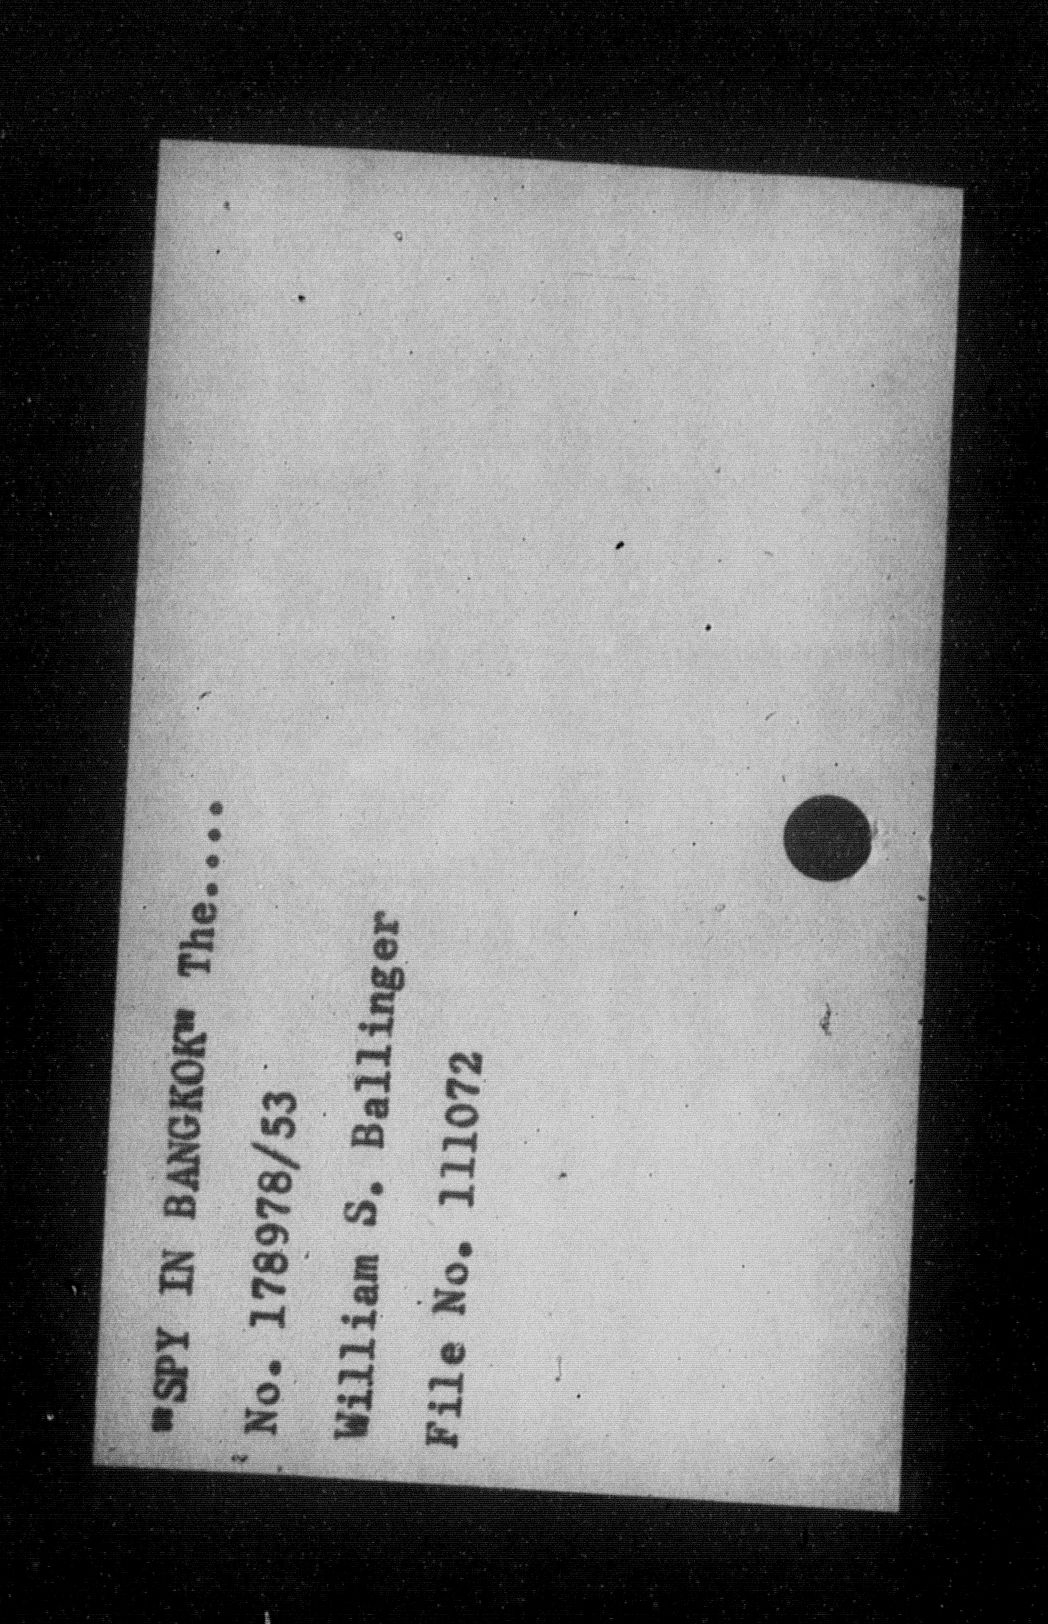 "SPY IN BANGKOK" The....
No. 178978/53
William S. Ballinger
File No. 111072